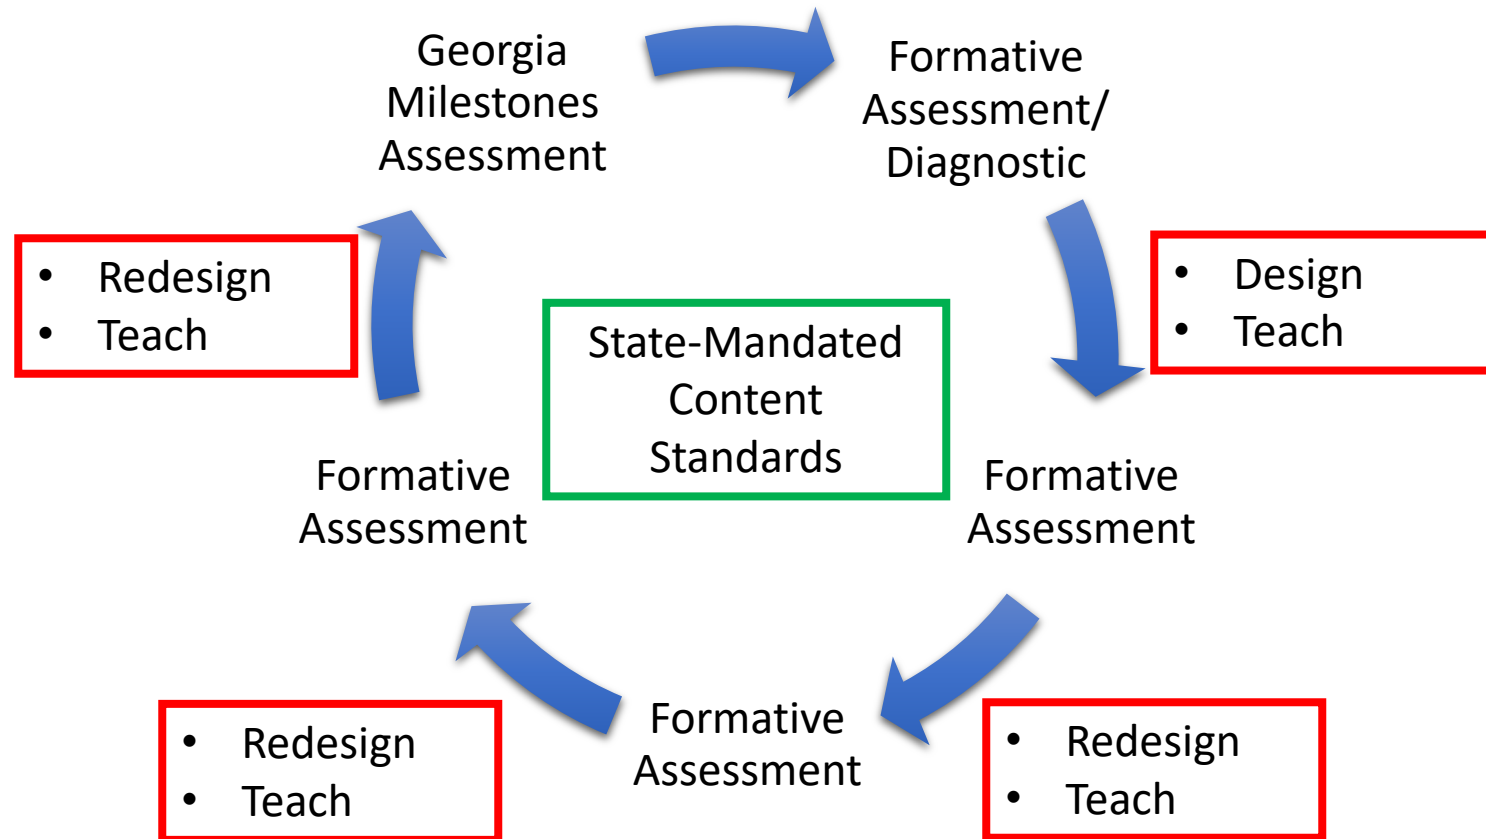 Georgia
Milestones
Assessment
Formative
Assessment/
Diagnostic
• Design
• Teach
Formative
Assessment
• Redesign
• Teach
Formative
Assessment
• Redesign
• Teach
Formative
Assessment
• Redesign
• Teach
State-Mandated
Content
Standards